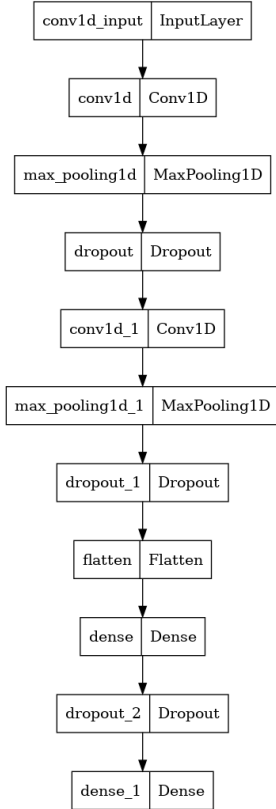 conv1d_input InputLayer
conv1d Conv1D
max_pooling1d MaxPooling1D
dropout Dropout
conv1d_1 Conv1D
max_pooling1d_1 MaxPooling1D
dropout_1 Dropout
flatten Flatten
dense Dense
dropout_2 Dropout
dense_1 Dense